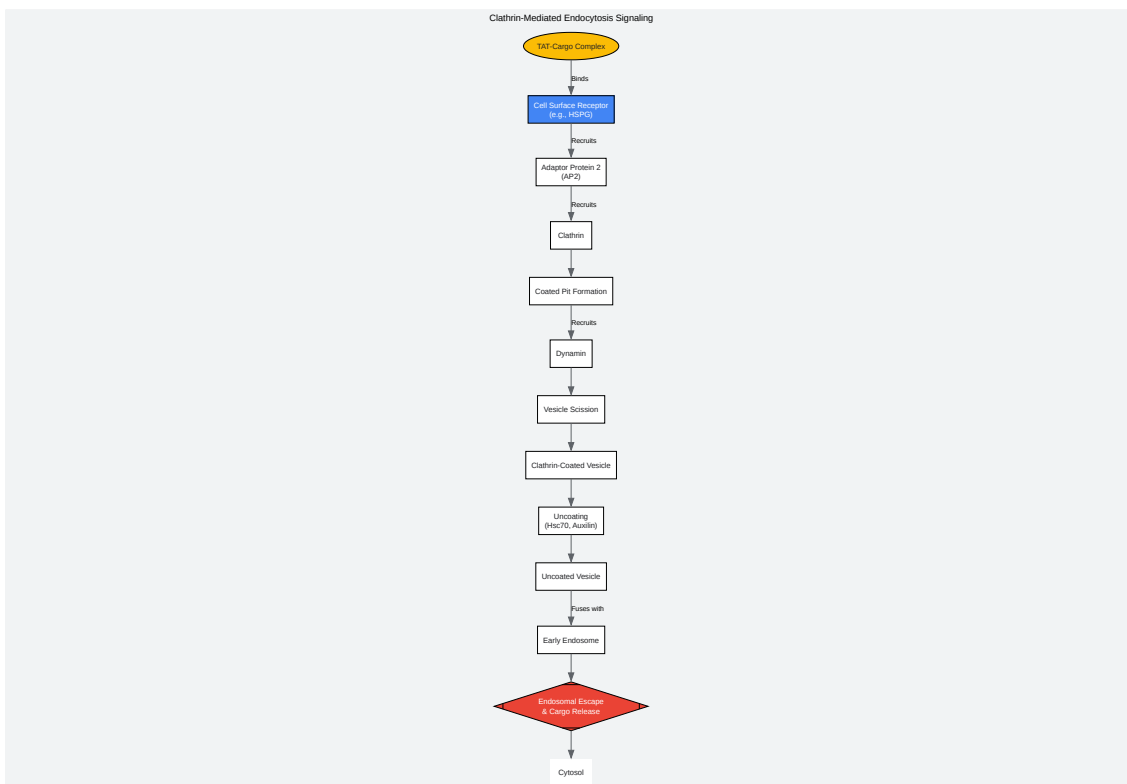 Clathrin-Mediated Endocytosis Signaling
TAT-Cargo Complex
Binds
Cell Surface Receptor
(e.g., HSPG)
Recruits
Adaptor Protein 2
(AP2)
Recruits
Clathrin
Coated Pit Formation
Recruits
Dynamin
Vesicle Scission
Clathrin-Coated Vesicle
Uncoating
(Hsc70, Auxilin)
Uncoated Vesicle
Fuses with
Early Endosome
Endosomal Escape
& Cargo Release
Cytosol